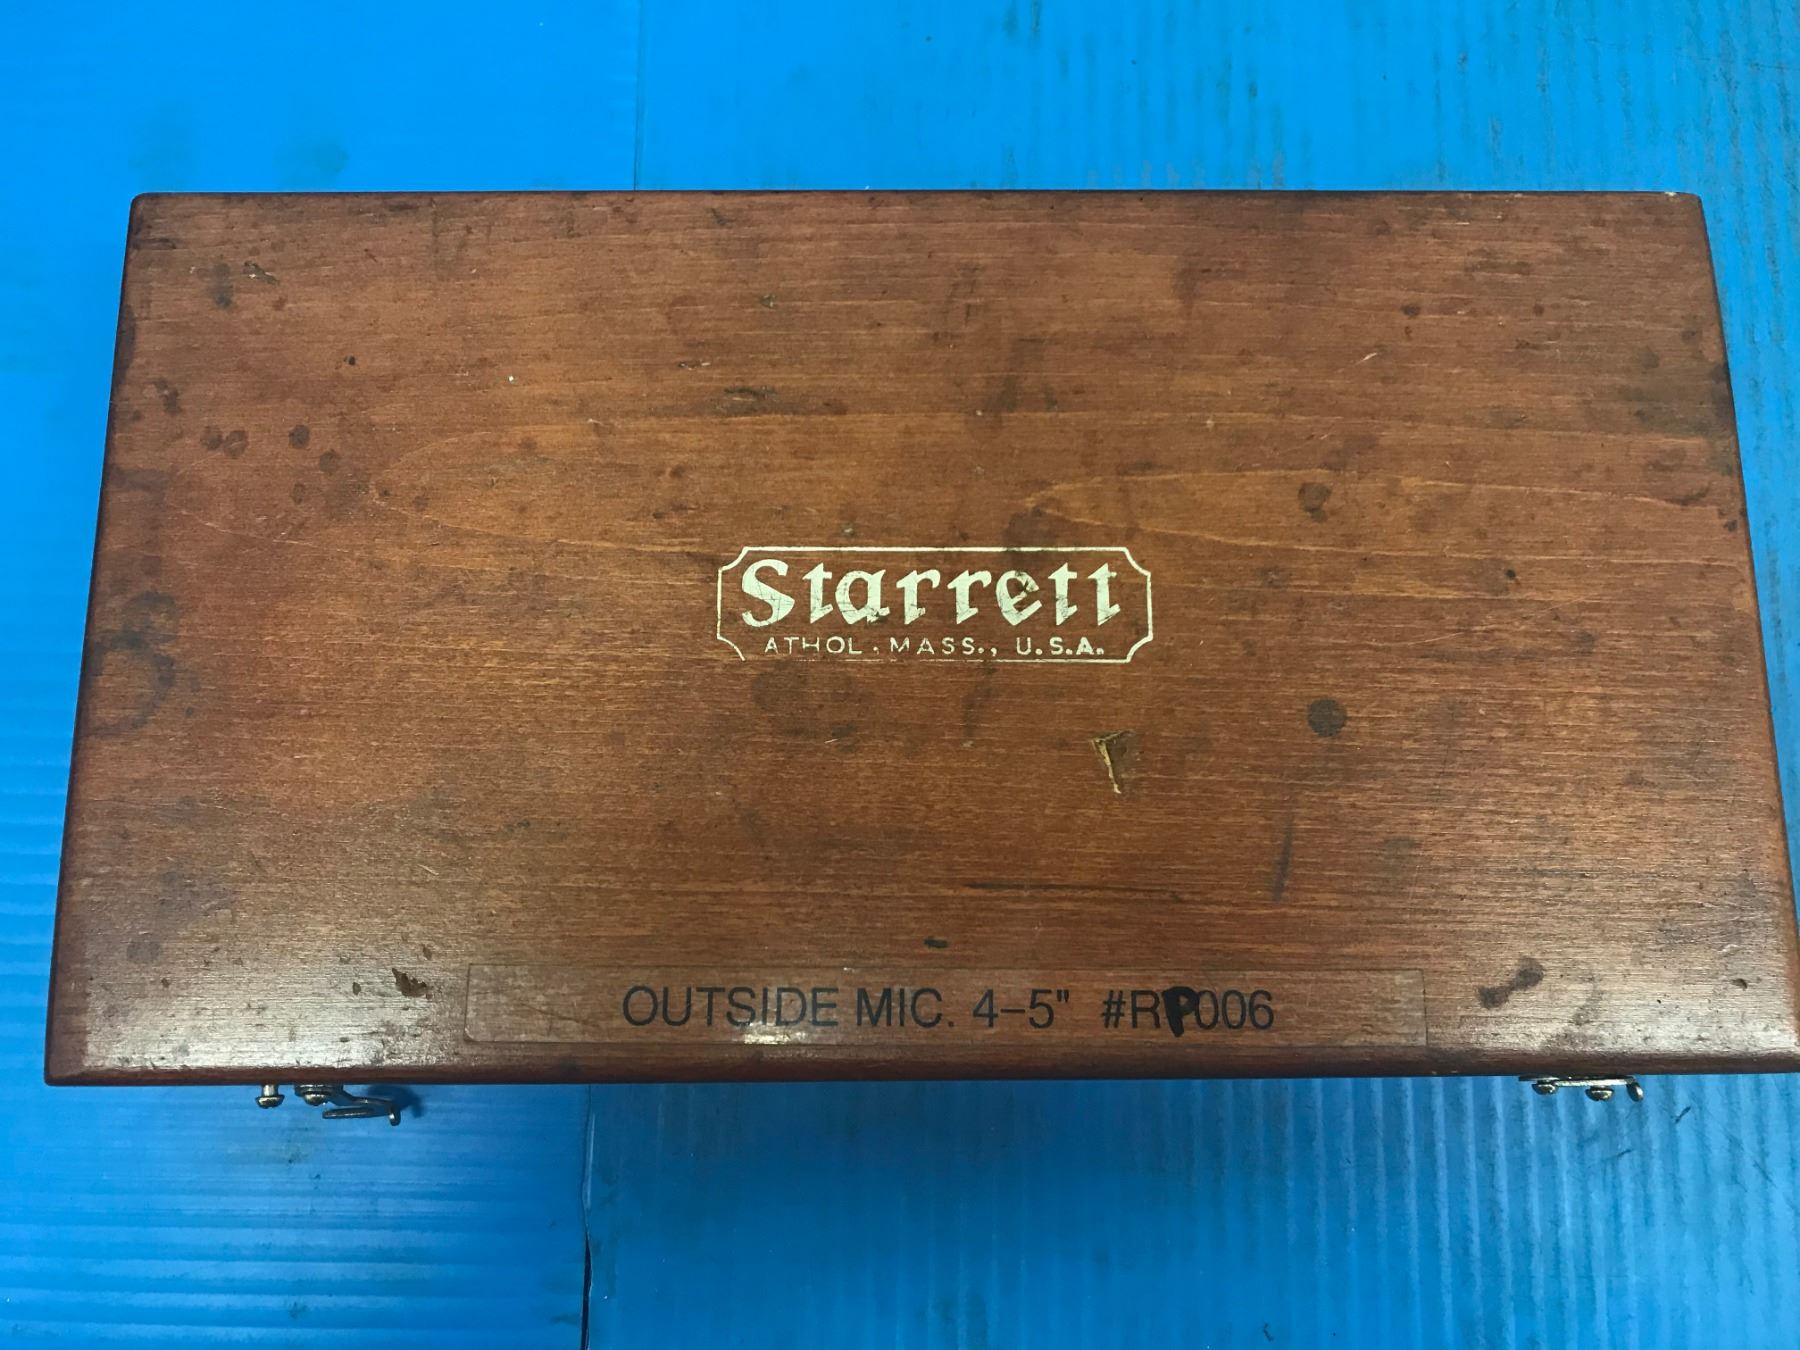 Starrett
ATHOL, MASS., U.S.A.
OUTSIDE MIC. 4-5" #RP006